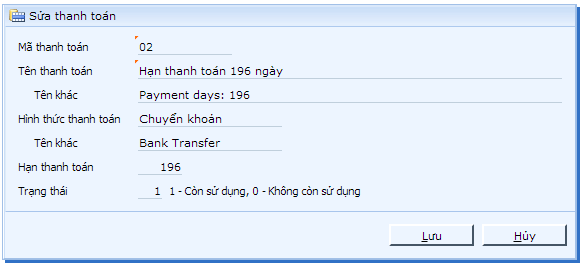 Sửa thanh toán
Mã thanh toán 02
Tên thanh toán Hạn thanh toán 196 ngày
Tên khác Payment days: 196
Hình thức thanh toán Chuyển khoản
Tên khác Bank Transfer
Hạn thanh toán 196
Trạng thái 1 1 - Còn sử dụng, 0 - Không còn sử dụng
Lưu Hủy